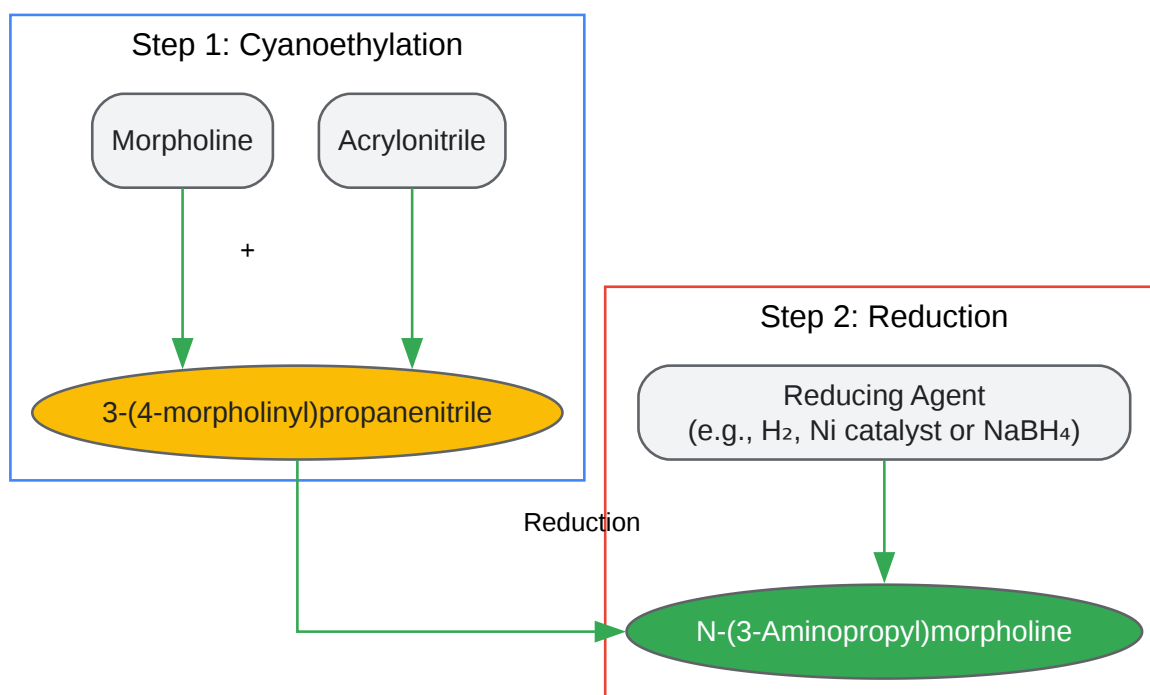 Step 1: Cyanoethylation
Morpholine
Acrylonitrile
+
3-(4-morpholinyl)propanenitrile
Reduction
Step 2: Reduction
Reducing Agent
(e.g., H₂, Ni catalyst or NaBH₄)
N-(3-Aminopropyl)morpholine